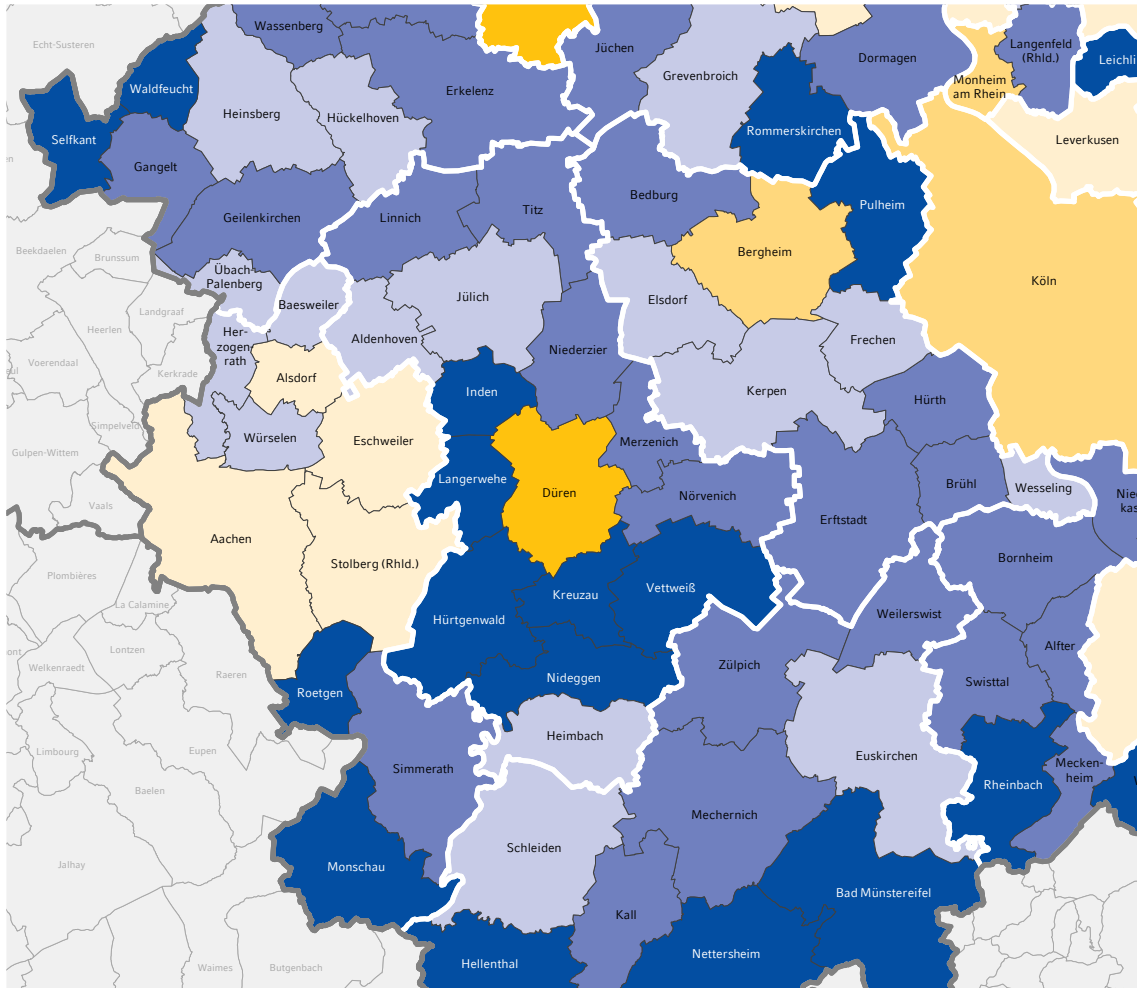 Echt-Susteren
Wassenberg
Jüchen
Langenfeld
(Rhld.)
Dormagen
Leichli
Grevenbroich
Monheim
am Rhein
Waldfeucht
Erkelenz
Heinsberg
Hückelhoven
Rommerskirchen
Selfkant
Leverkusen
en
Gangelt
Bedburg
Titz
Pulheim
Geilenkirchen
Linnich
Beekdaelen
Brunssum
Bergheim
Übach-
Palenberg
Köln
Jülich
Elsdorf
Baesweiler
Landgraaf
Heerlen
Her-
zogen-
rath
Aldenhoven
Frechen
Niederzier
Voerendaal
eul
Kerkrade
Alsdorf
Inden
Kerpen
Hürth
Simpelveld
Würselen
Eschweiler
Merzenich
Gulpen-Wittem
Langerwehe
Düren
Nörvenich
Brühl
Wesseling
Nied
kas
Vaals
Erftstadt
Aachen
Stolberg (Rhld.)
Bornheim
Plombières
Vettweiß
Kreuzau
La Calamine
Hürtgenwald
Weilerswist
Lontzen
mont
Welkenraedt
Alfter
Zülpich
Raeren
Nideggen
Swisttal
Roetgen
Heimbach
Limbourg
Eupen
Euskirchen
Simmerath
Mecken-
heim
Rheinbach
Baelen
Mechernich
Schleiden
Jalhay
Monschau
Bad Münstereifel
Kall
Nettersheim
Hellenthal
Waimes
Butgenbach